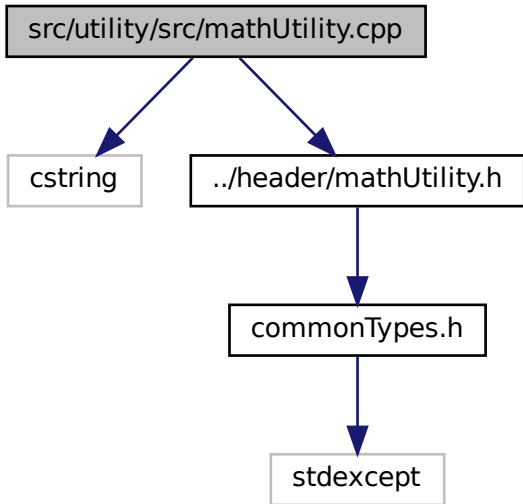 src/utility/src/mathUtility.cpp
cstring
../header/mathUtility.h
commonTypes.h
stdexcept